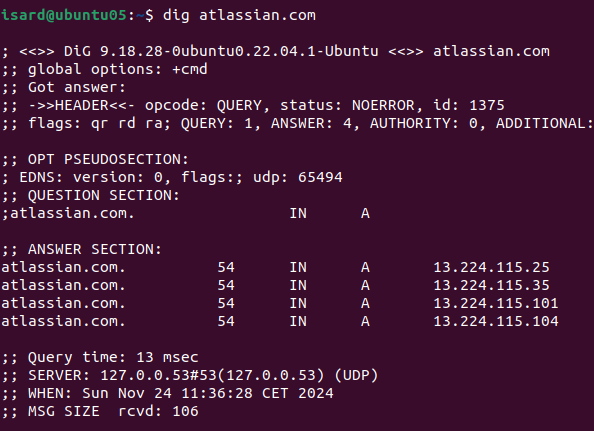 isard@ubuntu05:~$ dig atlassian.com
; <<>> DiG 9.18.28-0ubuntu0.22.04.1-Ubuntu <<>> atlassian.com
;; global options: +cmd
;; Got answer:
;; ->>HEADER<<- opcode: QUERY, status: NOERROR, id: 1375
;; flags: qr rd ra; QUERY: 1, ANSWER: 4, AUTHORITY: 0, ADDITIONAL:
;; OPT PSEUDOSECTION:
; EDNS: version: 0, flags:; udp: 65494
;; QUESTION SECTION:
;atlassian.com. IN A
;; ANSWER SECTION:
atlassian.com. 54 IN A 13.224.115.25
atlassian.com. 54 IN A 13.224.115.35
atlassian.com. 54 IN A 13.224.115.101
atlassian.com. 54 IN A 13.224.115.104
;; Query time: 13 msec
;; SERVER: 127.0.0.53#53(127.0.0.53) (UDP)
;; WHEN: Sun Nov 24 11:36:28 CET 2024
;; MSG SIZE rcvd: 106